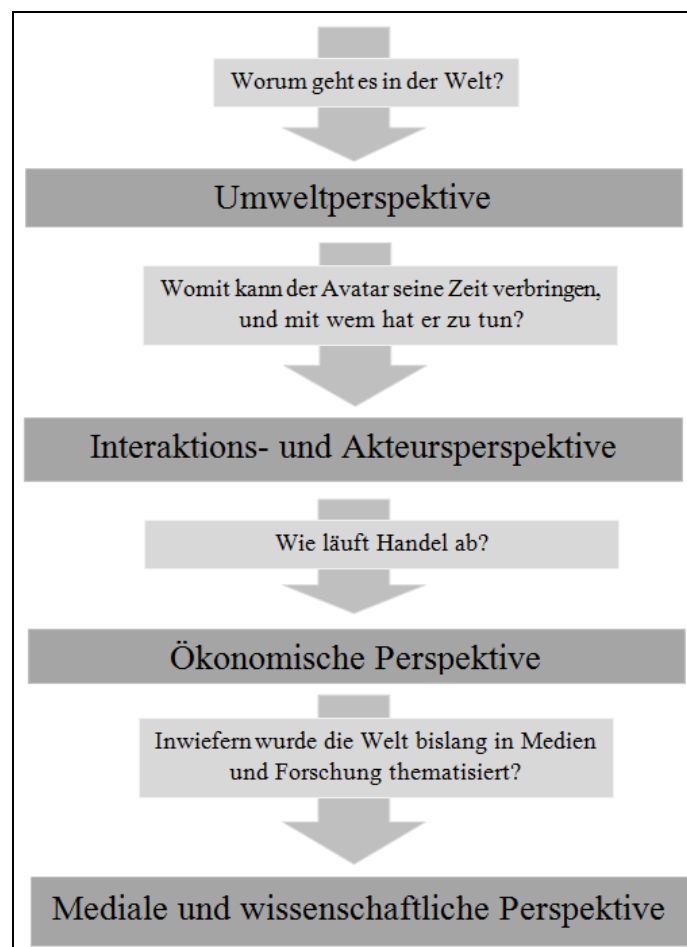 Worum geht es in der Welt?
Umweltperspektive
Womit kann der Avatar seine Zeit verbringen,
und mit wem hat er zu tun?
Interaktions- und Akteursperspektive
Wie läuft Handel ab?
Ökonomische Perspektive
Inwiefern wurde die Welt bislang in Medien
und Forschung thematisiert?
Mediale und wissenschaftliche Perspektive